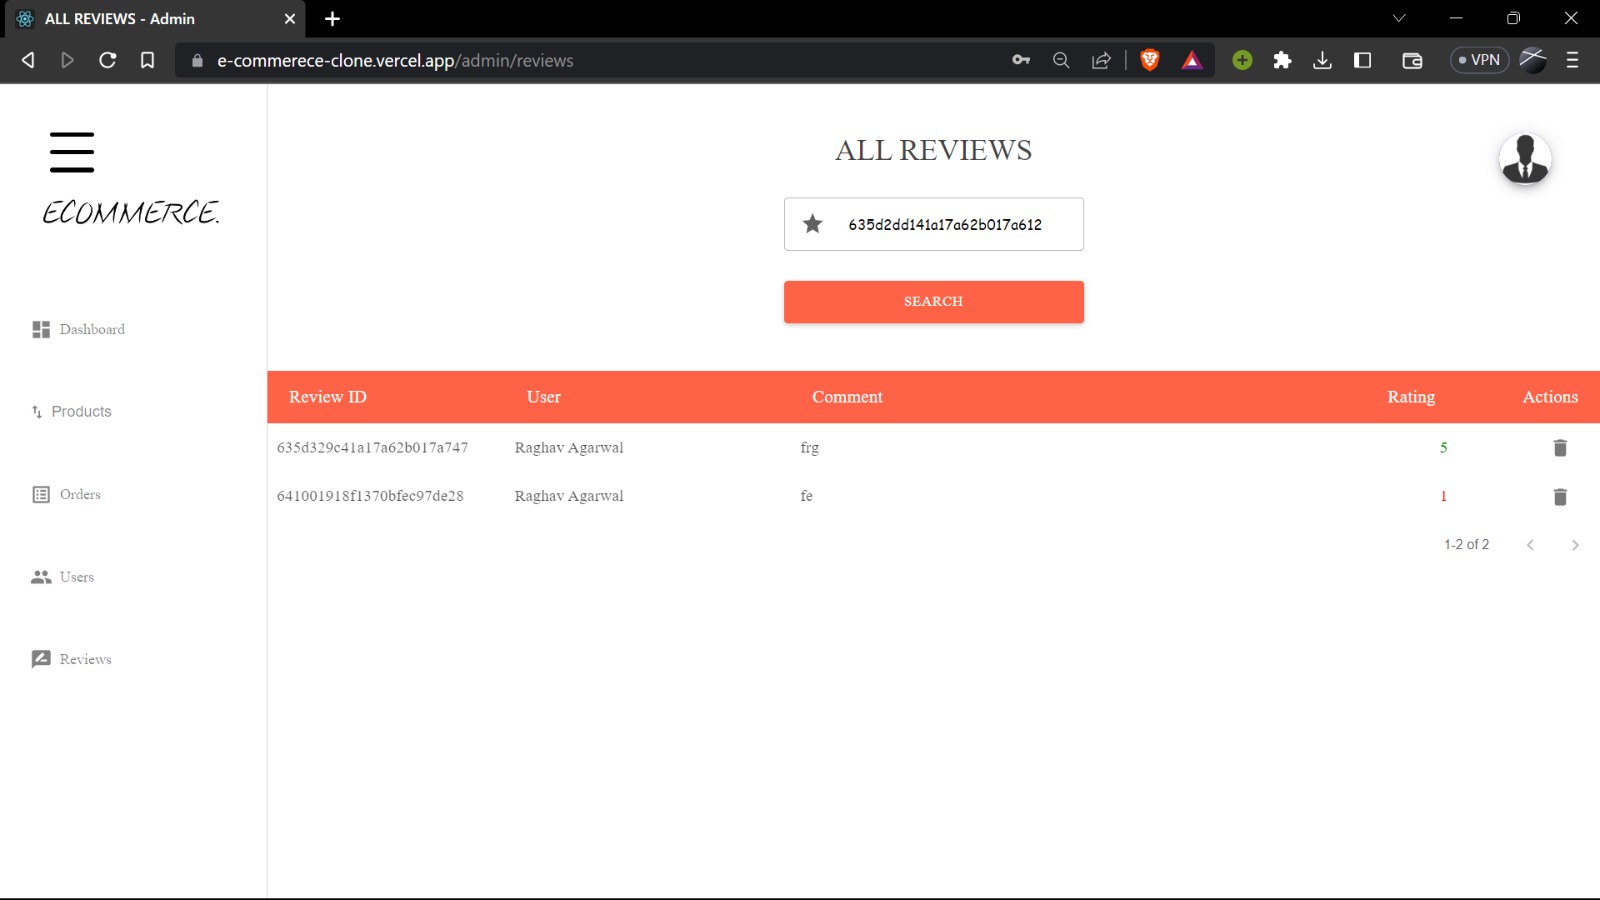 ALL REVIEWS - Admin
e-commerece-clone.vercel.app/admin/reviews
VPN
ECOMMERCE.
Dashboard
Products
Orders
Users
Reviews
ALL REVIEWS
635d2dd141a17a62b017a612
SEARCH
Review ID User Comment Rating Actions
635d329c41a17a62b017a747 Raghav Agarwal frg 5
641001918f1370bfec97de28 Raghav Agarwal fe 1
1-2 of 2